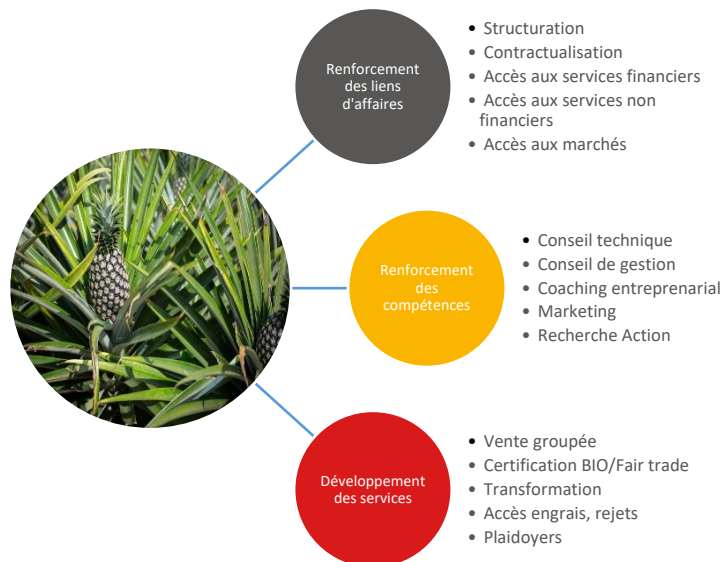 Renforcement
des liens
d'affaires
• Structuration
• Contractualisation
• Accès aux services financiers
• Accès aux services non
financiers
• Accès aux marchés
Renforcement
des
compétences
• Conseil technique
• Conseil de gestion
• Coaching entreprenarial
• Marketing
• Recherche Action
Développement
des services
• Vente groupée
• Certification BIO/Fair trade
• Transformation
• Accès engrais, rejets
• Plaidoyers